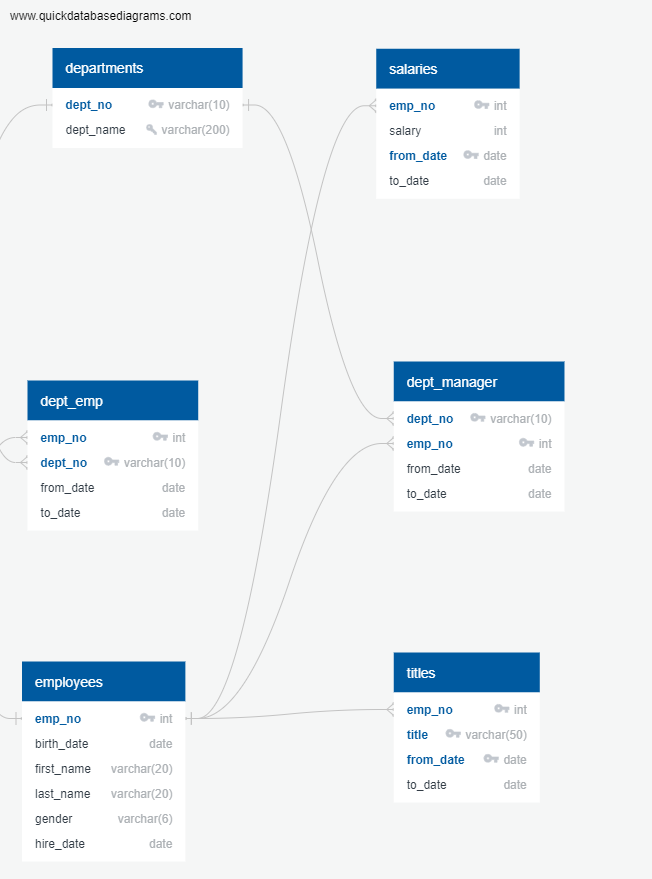 www.quickdatabasediagrams.com
departments
dept_no varchar(10)
dept_name varchar(200)
salaries
emp_no int
salary int
from_date date
to_date date
dept_emp
emp_no int
dept_no varchar(10)
from_date date
to_date date
dept_manager
dept_no varchar(10)
emp_no int
from_date date
to_date date
employees
emp_no int
birth_date date
first_name varchar(20)
last_name varchar(20)
gender varchar(6)
hire_date date
titles
emp_no int
title varchar(50)
from_date date
to_date date